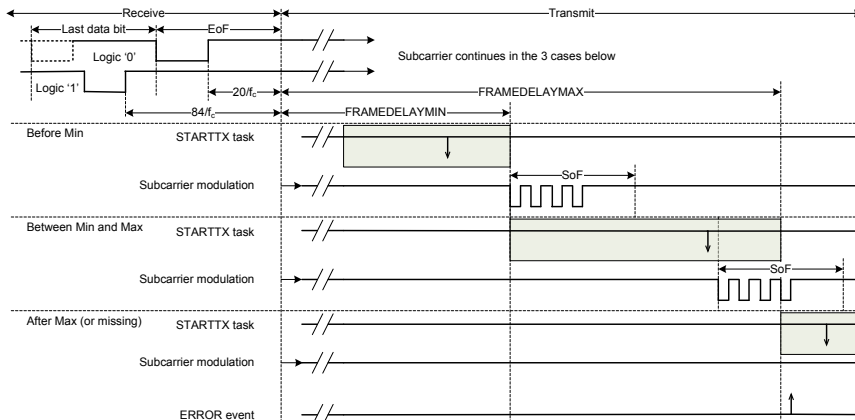 Receive
Transmit
Last data bit
EoF
Logic ‘0’
Subcarrier continues in the 3 cases below
Logic ‘1’
20/fc
FRAMEDELAYMAX
84/fc
FRAMEDELAYMIN
Before Min
STARTTX task
SoF
Subcarrier modulation
Between Min and Max
STARTTX task
SoF
Subcarrier modulation
After Max (or missing)
STARTTX task
Subcarrier modulation
ERROR event